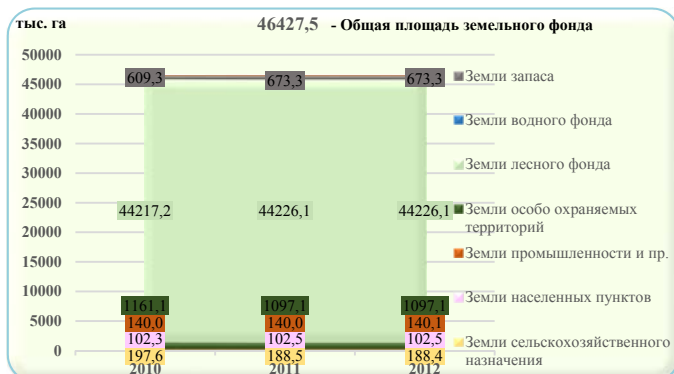 тыс. га
46427,5 - Общая площадь земельного фонда
50000
45000
40000
35000
30000
25000
20000
15000
10000
5000
0
609,3 673,3 673,3
44217,2 44226,1 44226,1
1161,1 1097,1 1097,1
140,0 140,0 140,1
102,3 102,5 102,5
197,6 188,5 188,4
2010 2011 2012
Земли запаса
Земли водного фонда
Земли лесного фонда
Земли особо охраняемых
территорий
Земли промышленности и пр.
Земли населенных пунктов
Земли сельскохозяйственного
назначения